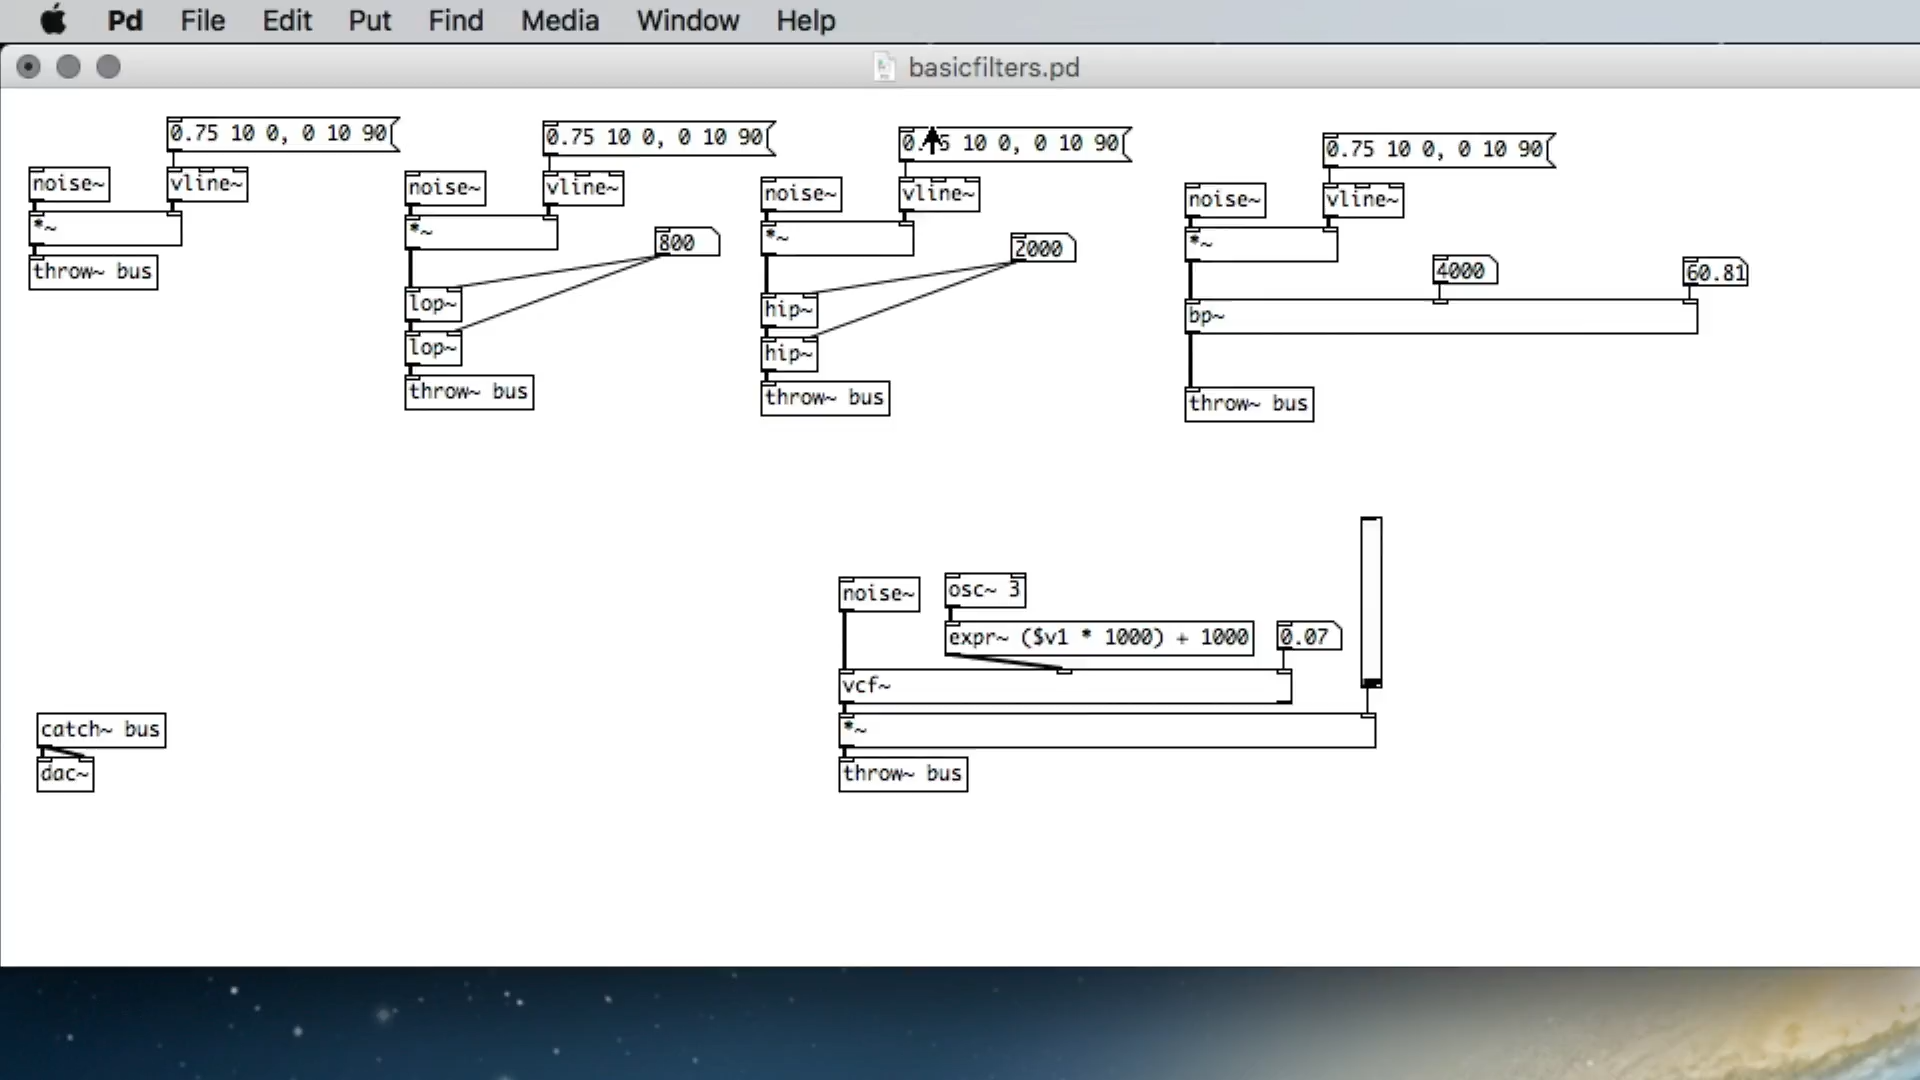 Pd File Edit Put Find Media Window Help
basicfilters.pd
0.75 10 0, 0 10 90
noise~
vline~
*~
throw~ bus
0.75 10 0, 0 10 90
noise~
vline~
*~
800
lop~
lop~
throw~ bus
0.75 10 0, 0 10 90
noise~
vline~
*~
2000
hip~
hip~
throw~ bus
0.75 10 0, 0 10 90
noise~
vline~
*~
4000
60.81
bp~
throw~ bus
noise~
osc~ 3
expr~ ($v1 * 1000) + 1000
0.07
vcf~
*~
throw~ bus
catch~ bus
dac~